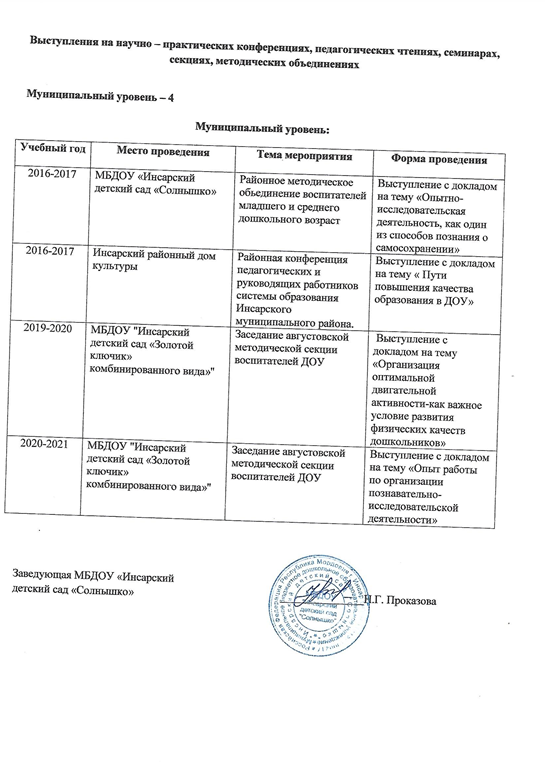 Выступления на научно – практических конференциях, педагогических чтениях, семинарах,
секциях, методических объединениях
Муниципальный уровень – 4
Муниципальный уровень:
Учебный год Место проведения Тема мероприятия Форма проведения
2016-2017
МБДОУ «Инсарский
детский сад «Солнышко»
Районное методическое
обьединение воспитателей
младшего и среднего
дошкольного возраст
Выступление с докладом
на тему «Опытно-
исследовательская
деятельность, как один
из способов познания о
самосохранении»
2016-2017
Инсарский районный дом
культуры
Районная конференция
педагогических и
руководящих работников
системы образования
Инсарского
муниципального района.
Выступление с докладом
на тему « Пути
повышения качества
образования в ДОУ»
2019-2020
МБДОУ "Инсарский
детский сад «Золотой
ключик»
комбинированного вида»"
Заседание августовской
методической секции
воспитателей ДОУ
Выступление с
докладом на тему
«Организация
оптимальной
двигательной
активности-как важное
условие развития
физических качеств
дошкольников»
2020-2021
МБДОУ "Инсарский
детский сад «Золотой
ключик»
комбинированного вида»"
Заседание августовской
методической секции
воспитателей ДОУ
Выступление с докладом
на тему «Опыт работы
по организации
познавательно-
исследовательской
деятельности»
Заведующая МБДОУ «Инсарский
детский сад «Солнышко»
Н.Г. Проказова
детский сад
"Солнышко"